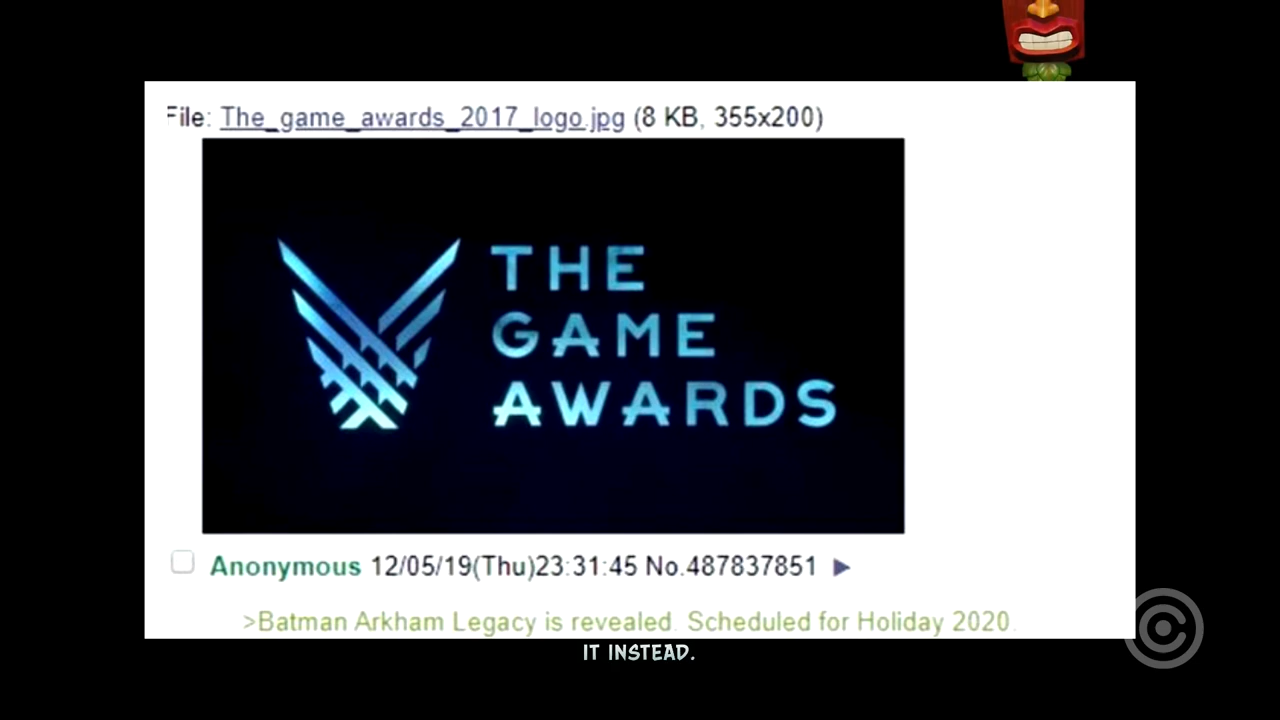 File: The_game_awards_2017_logo.jpg (8 KB, 355x200)
THE
GAME
AWARDS
Anonymous 12/05/19(Thu)23:31:45 No.487837851 ▶
>Batman Arkham Legacy is revealed. Scheduled for Holiday 2020.
IT INSTEAD.